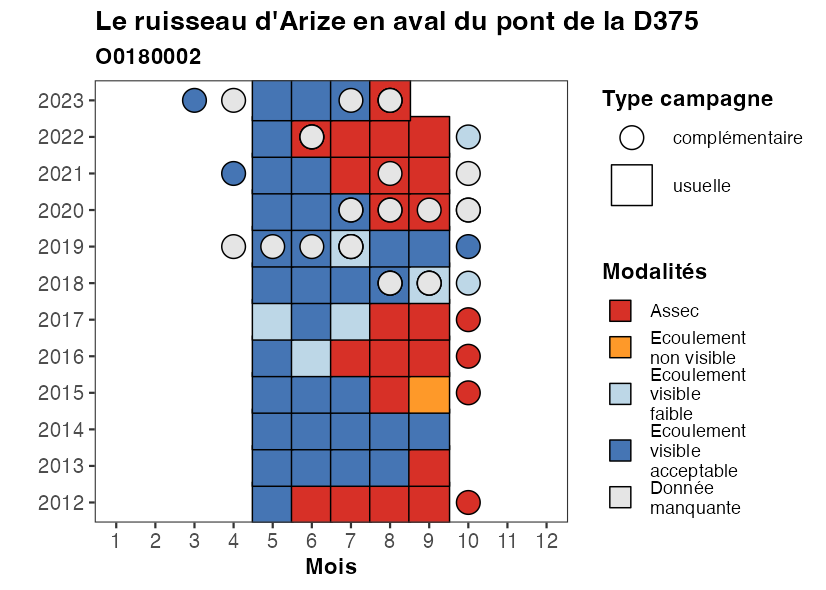 Le ruisseau d'Arize en aval du pont de la D375
O0180002
2023
2022
2021
2020
2019
2018
2017
2016
2015
2014
2013
2012
1 2 3 4 5 6 7 8 9 10 11 12
Mois
Type campagne
complémentaire
usuelle
Modalités
Assec
Ecoulement
non visible
Ecoulement
visible
faible
Ecoulement
visible
acceptable
Donnée
manquante